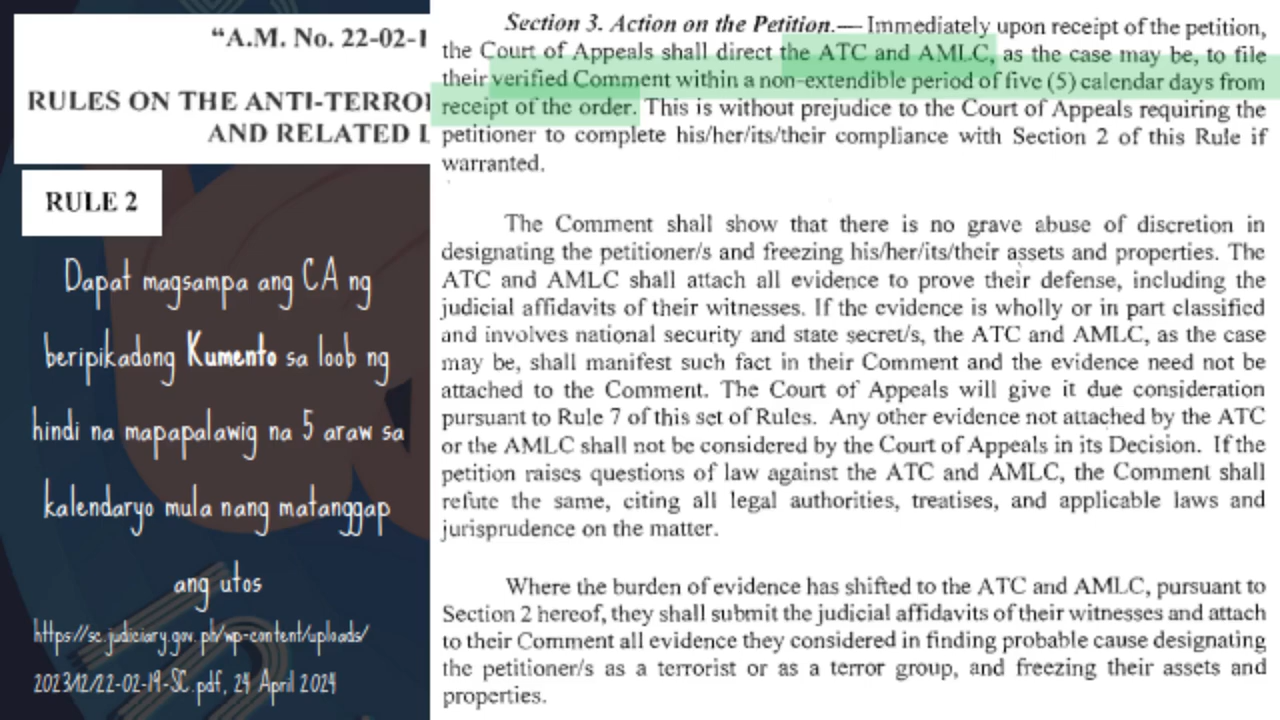 “A.M. No. 22-02-1
RULES ON THE ANTI-TERRO
AND RELATED
RULE 2
Dapat magsampa ang CA ng
beripikadong Kumento sa loob ng
hindi na mapapalawig na 5 araw sa
kalendaryo mula nang matanggap
ang utos
https://sc.judiciary.gov.ph/wp-content/uploads/
2023/12/22-02-19-SC.pdf, 24 April 2024
Section 3. Action on the Petition.— Immediately upon receipt of the petition,
the Court of Appeals shall direct the ATC and AMLC, as the case may be, to file
their verified Comment within a non-extendible period of five (5) calendar days from
receipt of the order. This is without prejudice to the Court of Appeals requiring the
petitioner to complete his/her/its/their compliance with Section 2 of this Rule if
warranted.
The Comment shall show that there is no grave abuse of discretion in
designating the petitioner/s and freezing his/her/its/their assets and properties. The
ATC and AMLC shall attach all evidence to prove their defense, including the
judicial affidavits of their witnesses. If the evidence is wholly or in part classified
and involves national security and state secret/s, the ATC and AMLC, as the case
may be, shall manifest such fact in their Comment and the evidence need not be
attached to the Comment. The Court of Appeals will give it due consideration
pursuant to Rule 7 of this set of Rules. Any other evidence not attached by the ATC
or the AMLC shall not be considered by the Court of Appeals in its Decision. If the
petition raises questions of law against the ATC and AMLC, the Comment shall
refute the same, citing all legal authorities, treatises, and applicable laws and
jurisprudence on the matter.
Where the burden of evidence has shifted to the ATC and AMLC, pursuant to
Section 2 hereof, they shall submit the judicial affidavits of their witnesses and attach
to their Comment all evidence they considered in finding probable cause designating
the petitioner/s as a terrorist or as a terror group, and freezing their assets and
properties.